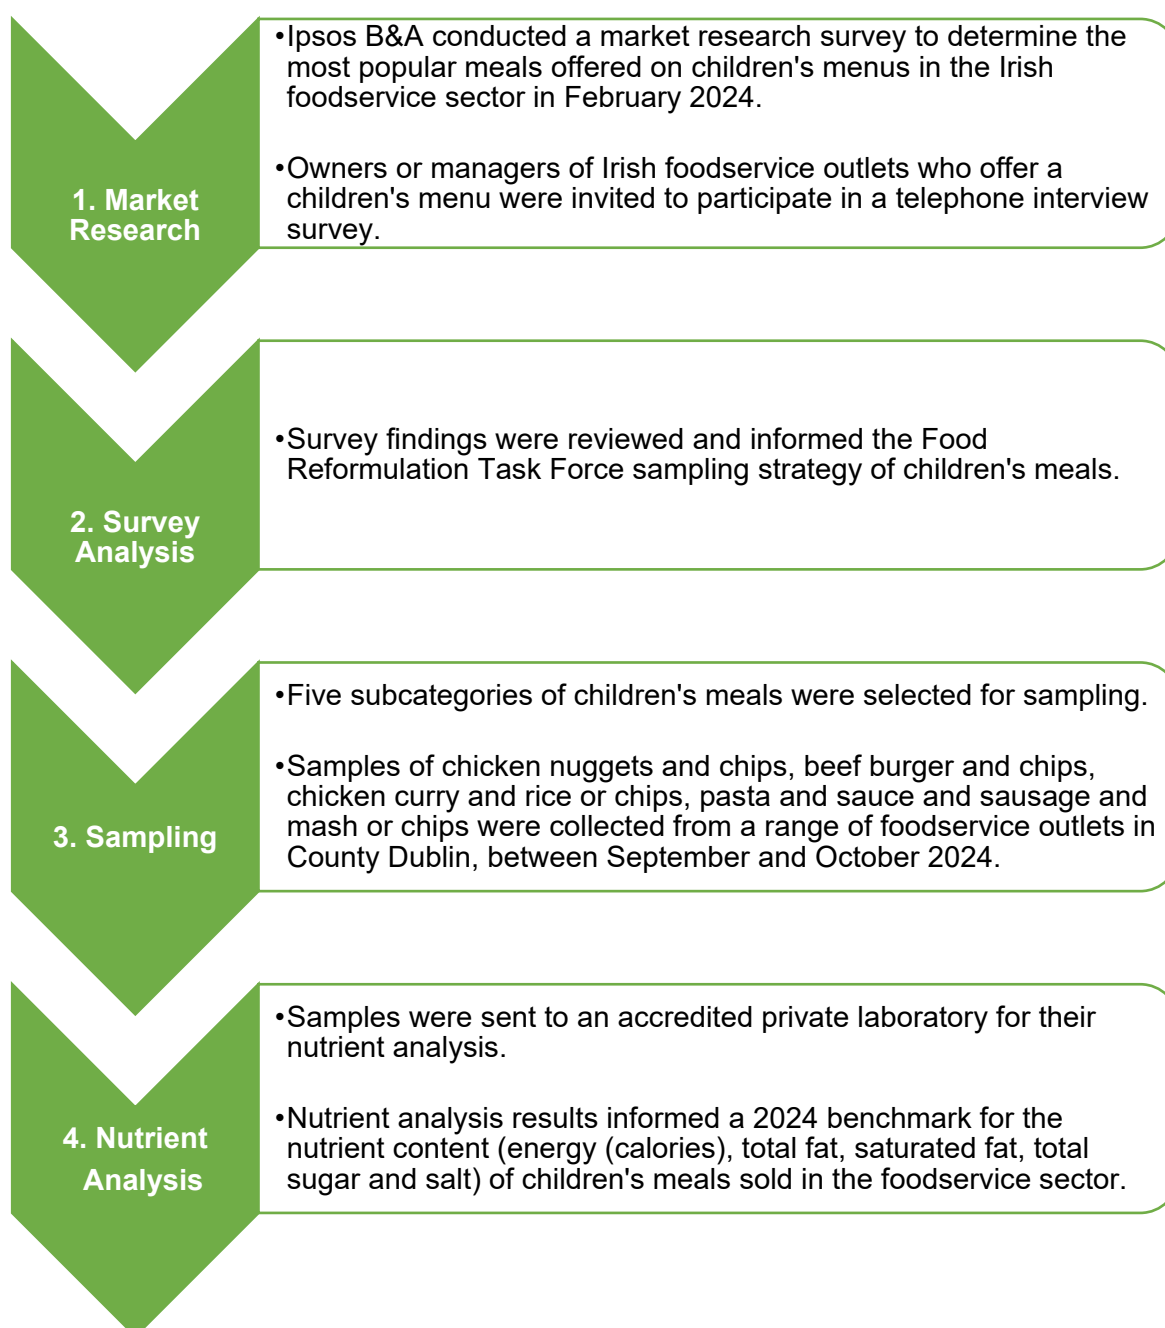 1. Market
Research
•Ipsos B&A conducted a market research survey to determine the
most popular meals offered on children's menus in the Irish
foodservice sector in February 2024.
•Owners or managers of Irish foodservice outlets who offer a
children's menu were invited to participate in a telephone interview
survey.
2. Survey
Analysis
•Survey findings were reviewed and informed the Food
Reformulation Task Force sampling strategy of children's meals.
3. Sampling
•Five subcategories of children's meals were selected for sampling.
•Samples of chicken nuggets and chips, beef burger and chips,
chicken curry and rice or chips, pasta and sauce and sausage and
mash or chips were collected from a range of foodservice outlets in
County Dublin, between September and October 2024.
4. Nutrient
Analysis
•Samples were sent to an accredited private laboratory for their
nutrient analysis.
•Nutrient analysis results informed a 2024 benchmark for the
nutrient content (energy (calories), total fat, saturated fat, total
sugar and salt) of children's meals sold in the foodservice sector.